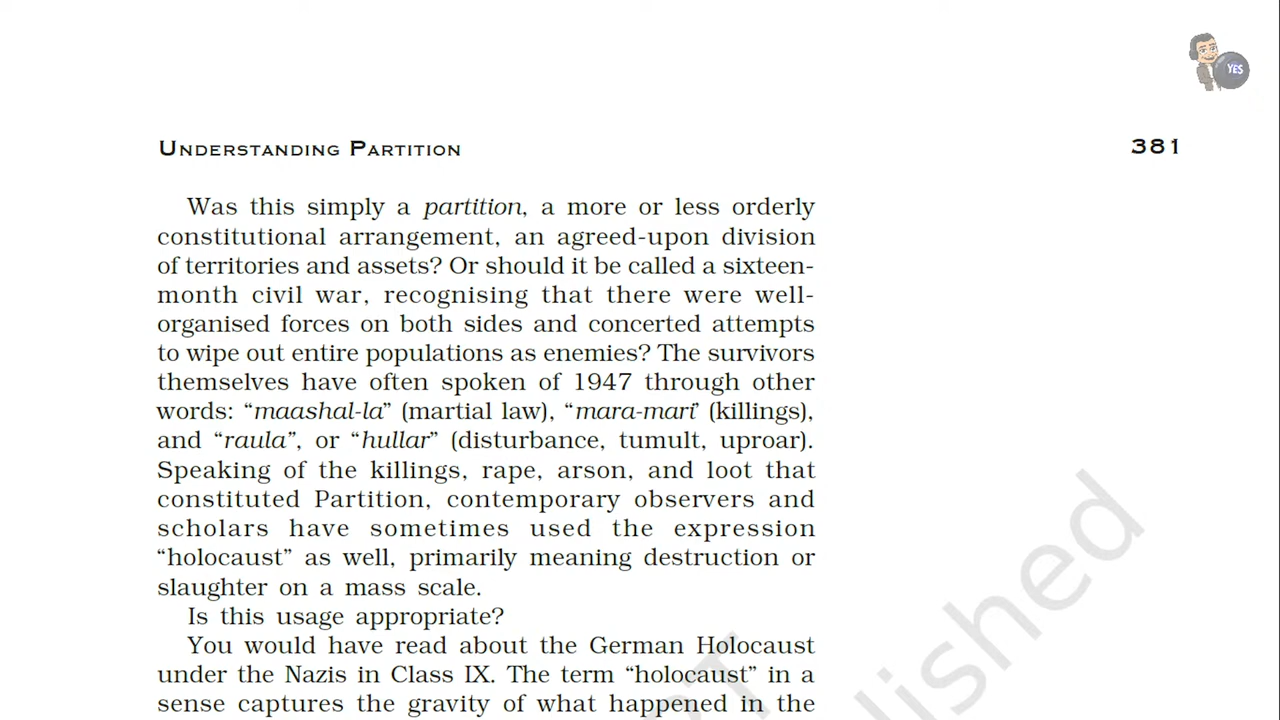 YES
UNDERSTANDING PARTITION
381
Was this simply a partition, a more or less orderly
constitutional arrangement, an agreed-upon division
of territories and assets? Or should it be called a sixteen-
month civil war, recognising that there were well-
organised forces on both sides and concerted attempts
to wipe out entire populations as enemies? The survivors
themselves have often spoken of 1947 through other
words: “maashal-la” (martial law), “mara-mari’ (killings),
and “raula”, or “hullar” (disturbance, tumult, uproar).
Speaking of the killings, rape, arson, and loot that
constituted Partition, contemporary observers and
scholars have sometimes used the expression
“holocaust” as well, primarily meaning destruction or
slaughter on a mass scale.
Is this usage appropriate?
You would have read about the German Holocaust
under the Nazis in Class IX. The term “holocaust” in a
sense captures the gravity of what happened in the